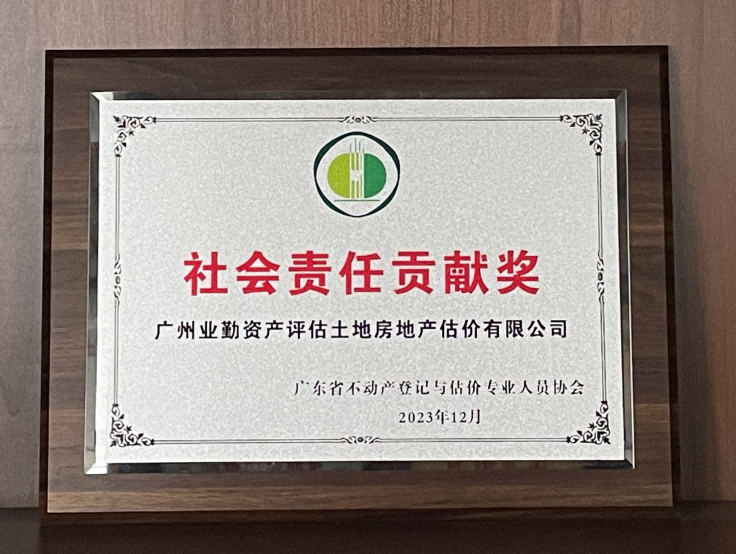 社会责任贡献奖
广州业勤资产评估土地房地产估价有限公司
广东省不动产登记与估价专业人员协会
2023年12月